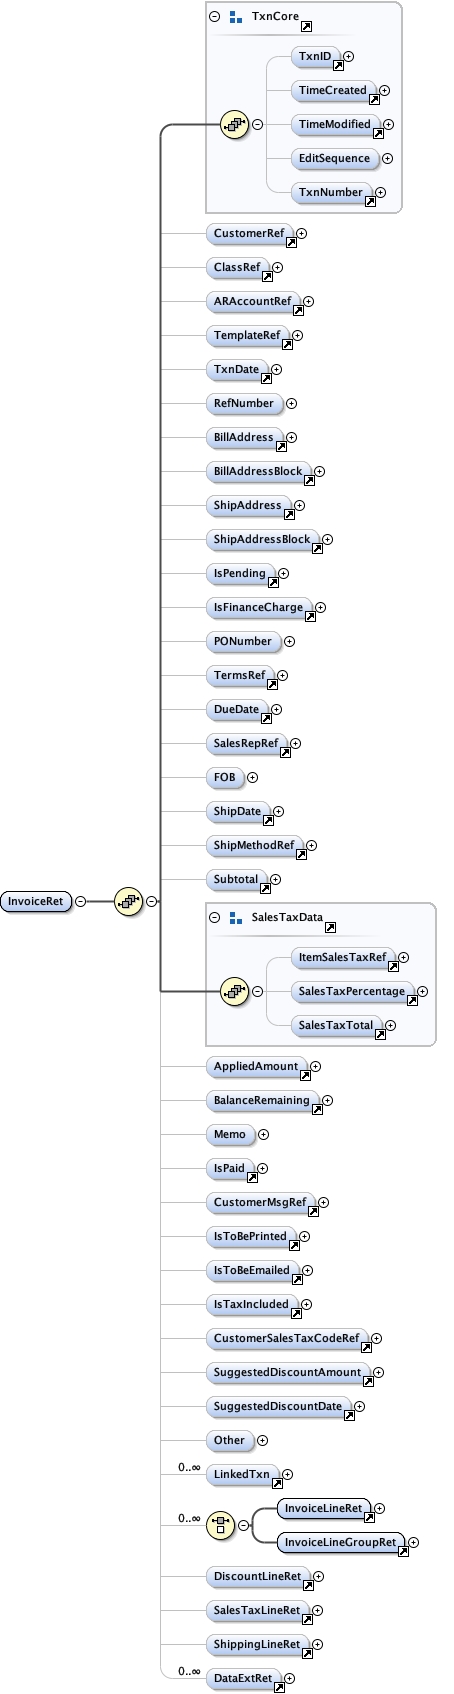 TxnCore
TxnID
TimeCreated
TimeModified
EditSequence
TxnNumber
CustomerRef
ClassRef
ARAccountRef
TemplateRef
TxnDate
RefNumber
BillAddress
BillAddressBlock
ShipAddress
ShipAddressBlock
IsPending
IsFinanceCharge
PONumber
TermsRef
DueDate
SalesRepRef
FOB
ShipDate
ShipMethodRef
Subtotal
InvoiceRet
SalesTaxData
ItemSalesTaxRef
SalesTaxPercentage
SalesTaxTotal
AppliedAmount
BalanceRemaining
Memo
IsPaid
CustomerMsgRef
IsToBePrinted
IsToBeEmailed
IsTaxIncluded
CustomerSalesTaxCodeRef
SuggestedDiscountAmount
SuggestedDiscountDate
Other
0..∞ LinkedTxn
0..∞
InvoiceLineRet
InvoiceLineGroupRet
DiscountLineRet
SalesTaxLineRet
ShippingLineRet
0..∞ DataExtRet